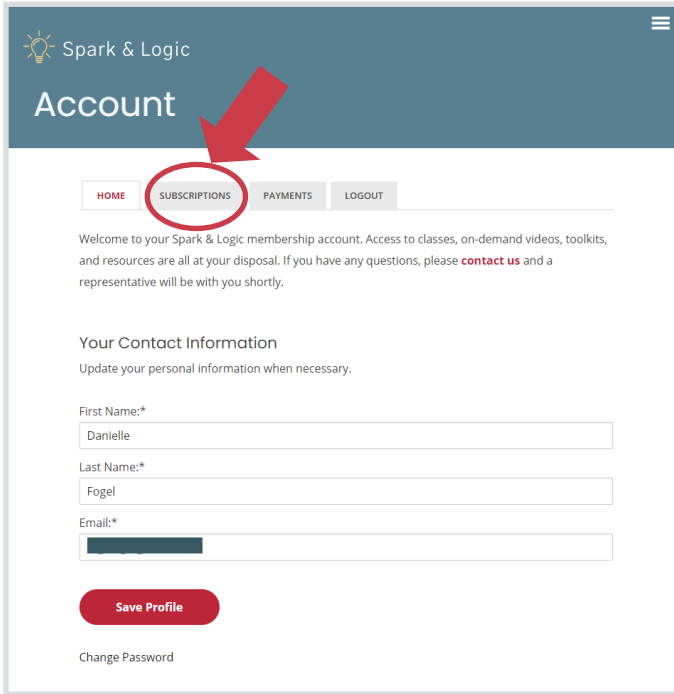 Spark & Logic
Account
HOME SUBSCRIPTIONS PAYMENTS LOGOUT
Welcome to your Spark & Logic membership account. Access to classes, on-demand videos, toolkits,
and resources are all at your disposal. If you have any questions, please contact us and a
representative will be with you shortly.
Your Contact Information
Update your personal information when necessary.
First Name:*
Danielle
Last Name:*
Fogel
Email:*
Save Profile
Change Password